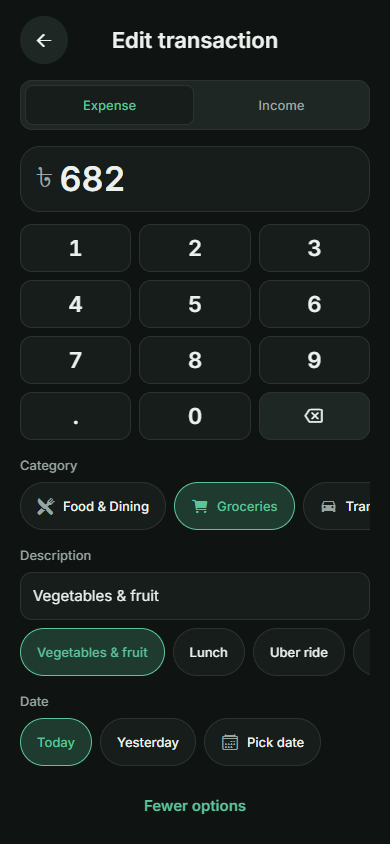 Edit transaction
Expense Income
৳ 682
1 2 3
4 5 6
7 8 9
. 0
Category
Food & Dining Groceries Tran
Description
Vegetables & fruit
Vegetables & fruit Lunch Uber ride
Date
Today Yesterday Pick date
Fewer options